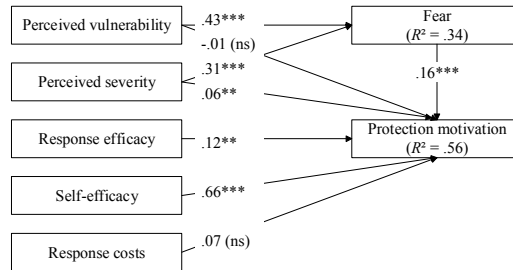 Perceived vulnerability
.43***
-.01 (ns)
Fear
(R² = .34)
Perceived severity
.31***
.06**
.16***
Response efficacy
.12**
Protection motivation
(R² = .56)
Self-efficacy
.66***
Response costs
.07 (ns)